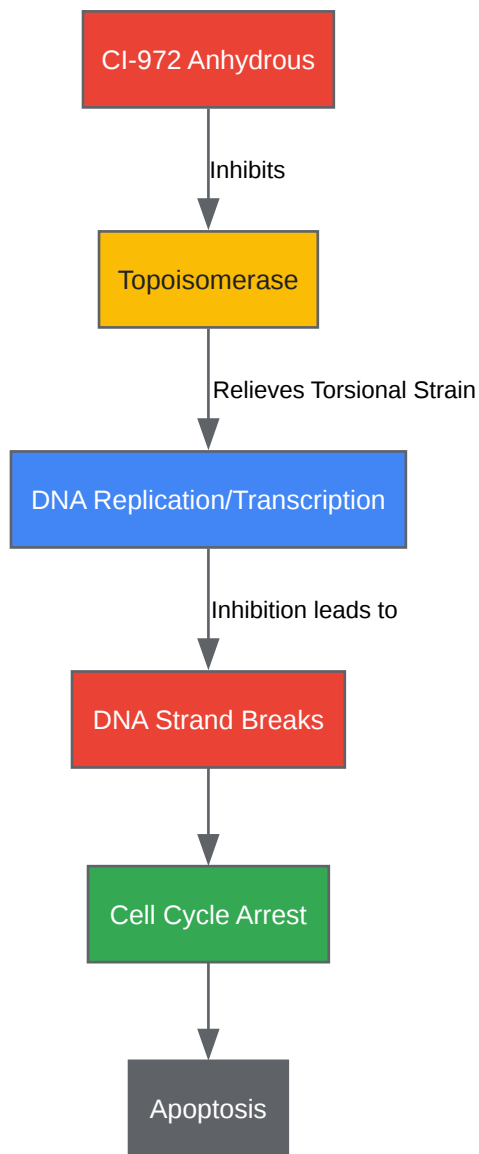 CI-972 Anhydrous
Inhibits
Topoisomerase
Relieves Torsional Strain
DNA Replication/Transcription
Inhibition leads to
DNA Strand Breaks
Cell Cycle Arrest
Apoptosis